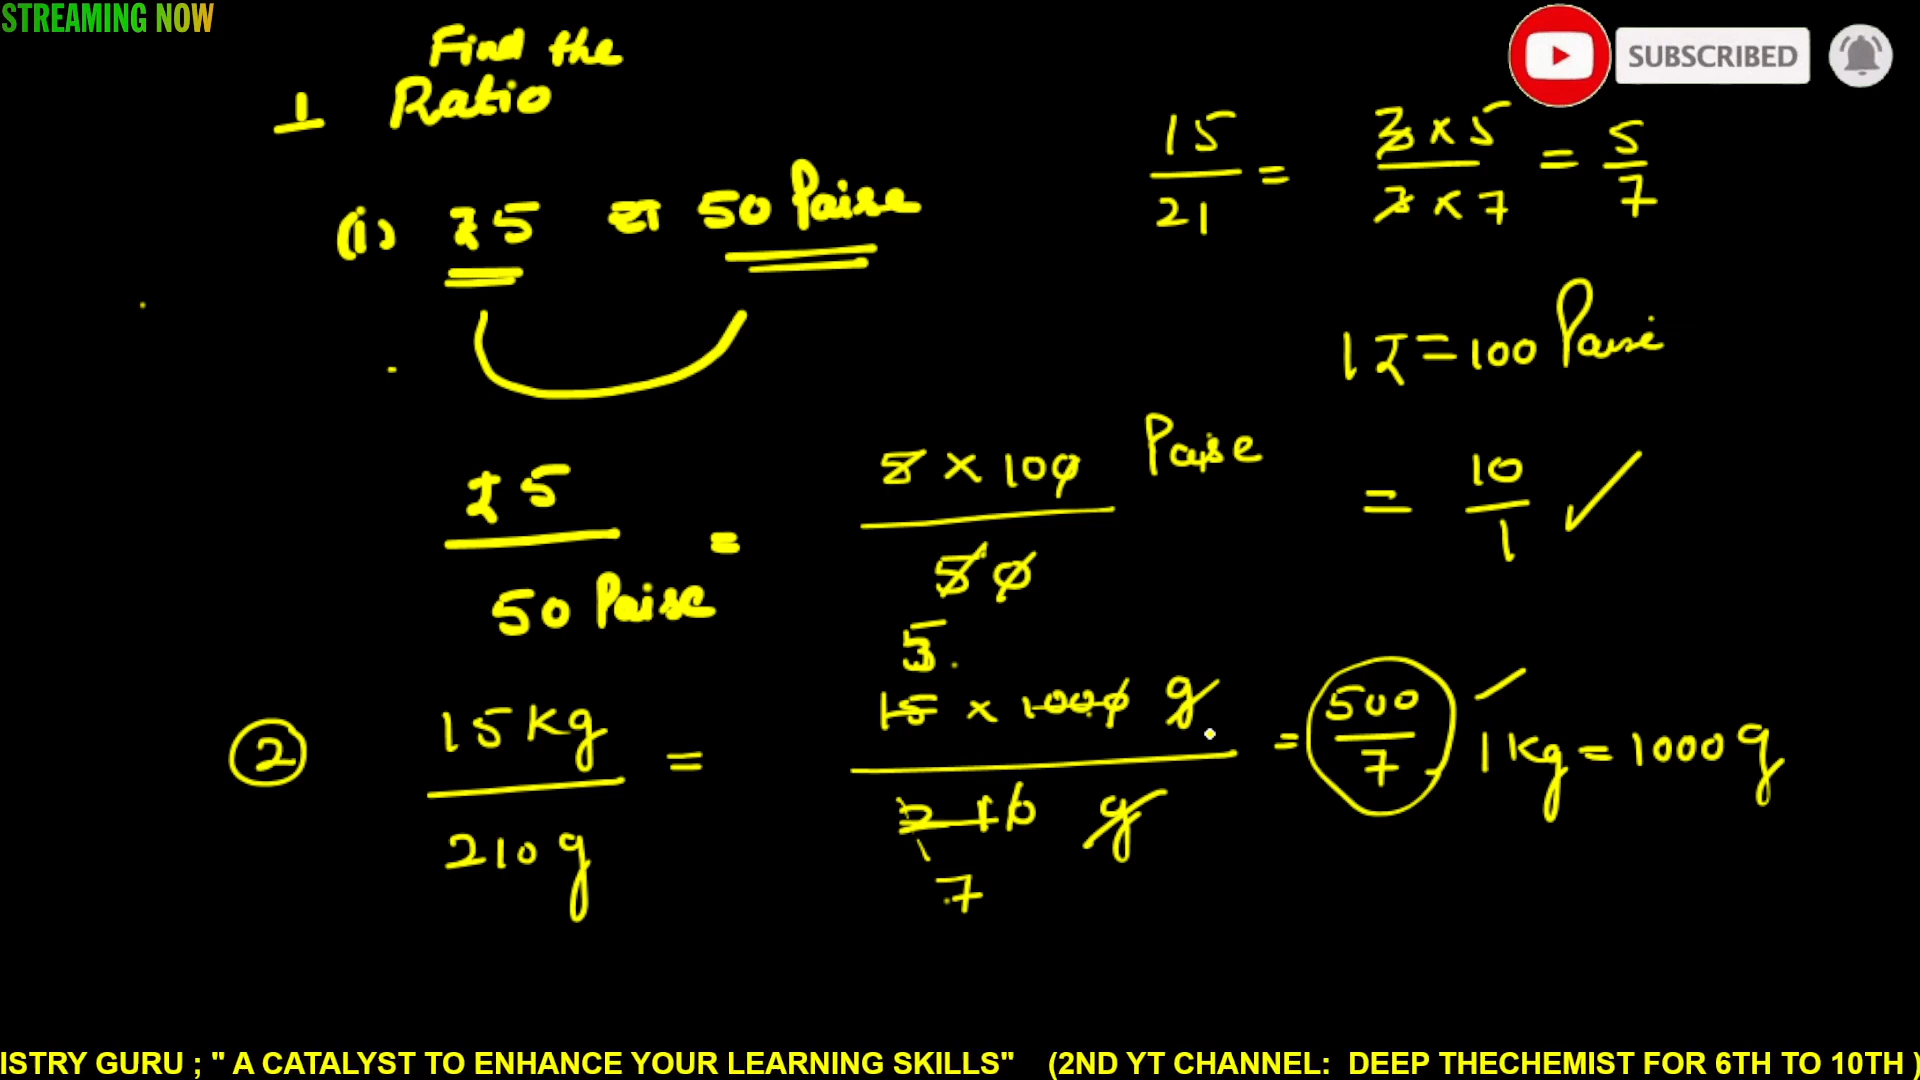 STREAMING NOW
SUBSCRIBED
Find the
1 Ratio
(i) ₹5 to 50 Paise
15/21 = 3 x 5/3 x 7 = 5/7
1 ₹ = 100 Paise
₹5/50 Paise = 5 x 100 Paise/50 = 10/1 ✓
5
② 15 Kg/210 g = 15 x 1000 g/210 g = 500/7
7
1 Kg = 1000 g
ISTRY GURU ; " A CATALYST TO ENHANCE YOUR LEARNING SKILLS" (2ND YT CHANNEL: DEEP THECHEMIST FOR 6TH TO 10TH )